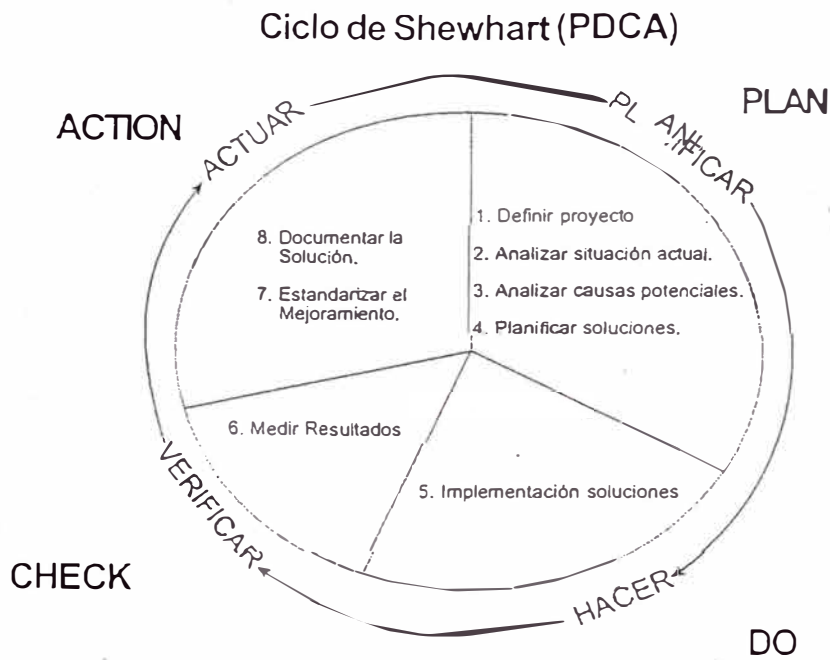 Ciclo de Shewhart (PDCA)
ACTION
ACTUAR
PLANIFICAR
PLAN
1. Definir proyecto
2. Analizar situación actual.
3. Analizar causas potenciales.
4. Planificar soluciones.
8. Documentar la
Solución.
7. Estandarizar el
Mejoramiento.
6. Medir Resultados
5. Implementación soluciones
VERIFICAR
HACER
CHECK
DO